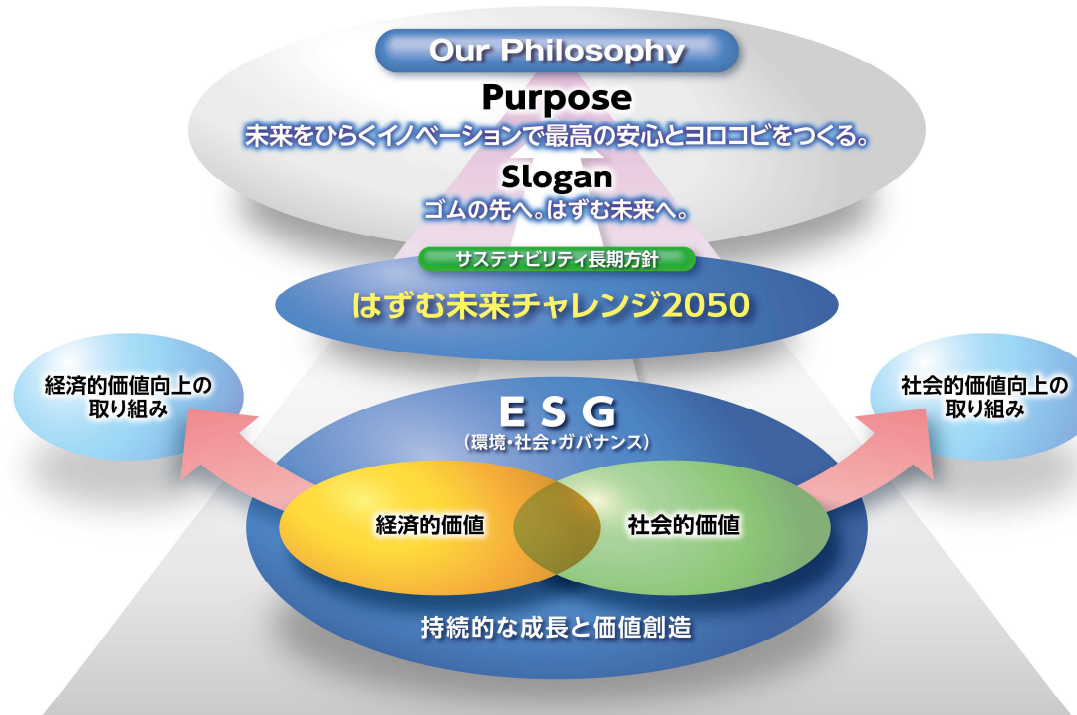 Our Philosophy
Purpose
未来をひらくイノベーションで最高の安心とヨロコビをつくる。
Slogan
ゴムの先へ。はずむ未来へ。
サステナビリティ長期方針
はずむ未来チャレンジ2050
経済的価値向上の
取り組み
社会的価値向上の
取り組み
ESG
(環境・社会・ガバナンス)
経済的価値
社会的価値
持続的な成長と価値創造